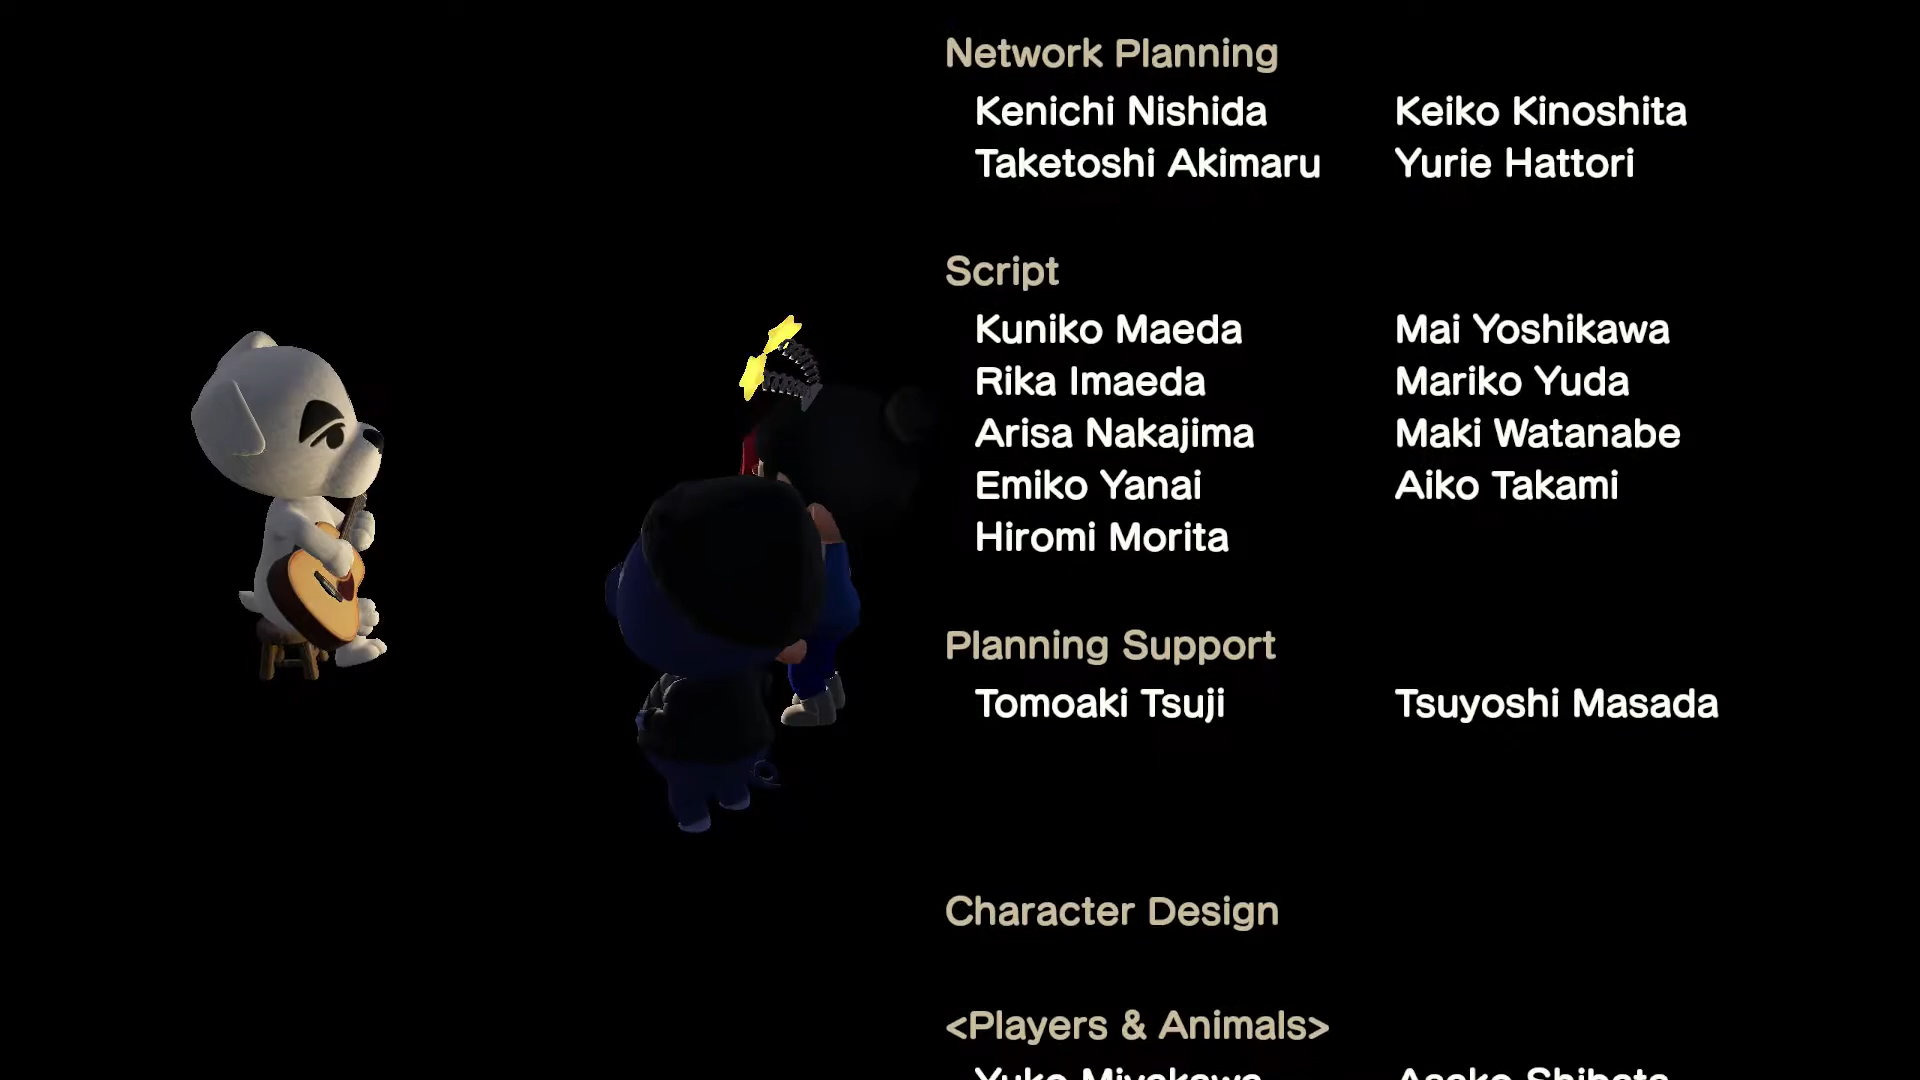 Network Planning
Kenichi Nishida Keiko Kinoshita
Taketoshi Akimaru Yurie Hattori
Script
Kuniko Maeda Mai Yoshikawa
Rika Imaeda Mariko Yuda
Arisa Nakajima Maki Watanabe
Emiko Yanai Aiko Takami
Hiromi Morita
Planning Support
Tomoaki Tsuji Tsuyoshi Masada
Character Design
<Players & Animals>